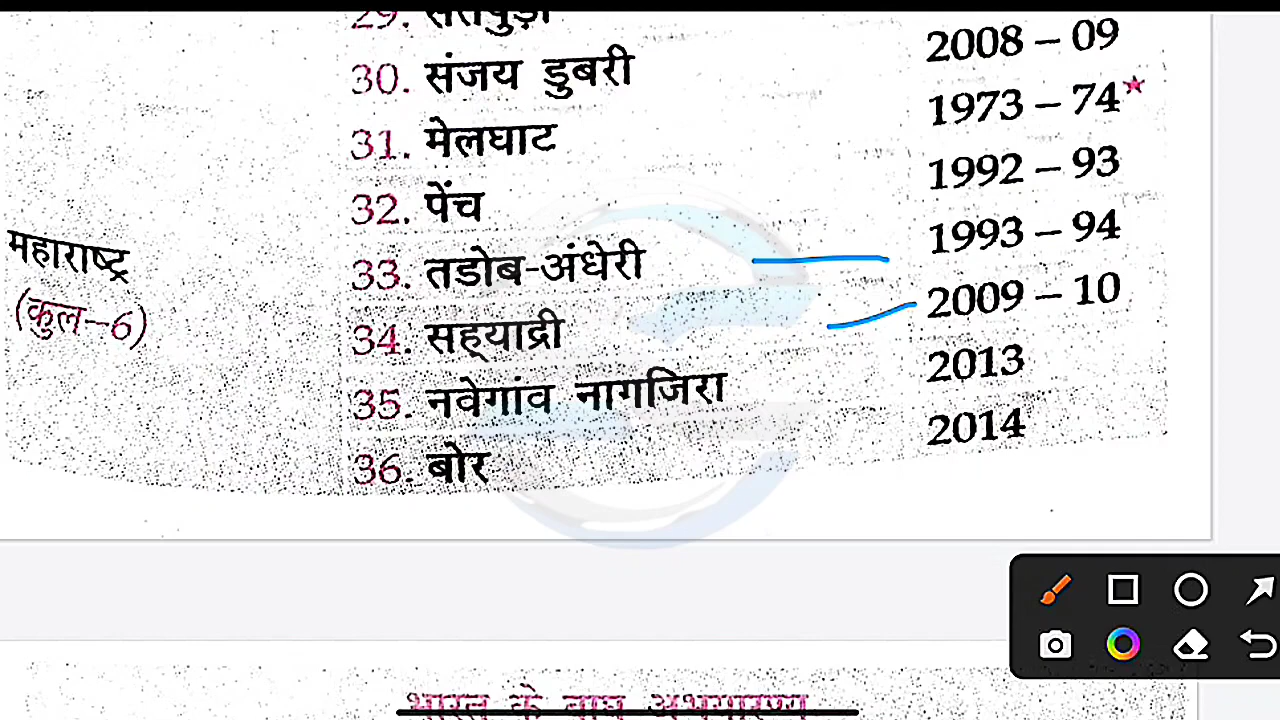 30. संजय डुबरी 2008 – 09
31. मेलघाट 1973 – 74★
32. पेंच 1992 – 93
महाराष्ट्र 33. तडोब-अंधेरी 1993 – 94
(कुल–6) 34. सह्याद्री 2009 – 10
35. नवेगांव नागजिरा 2013
36. बोर 2014